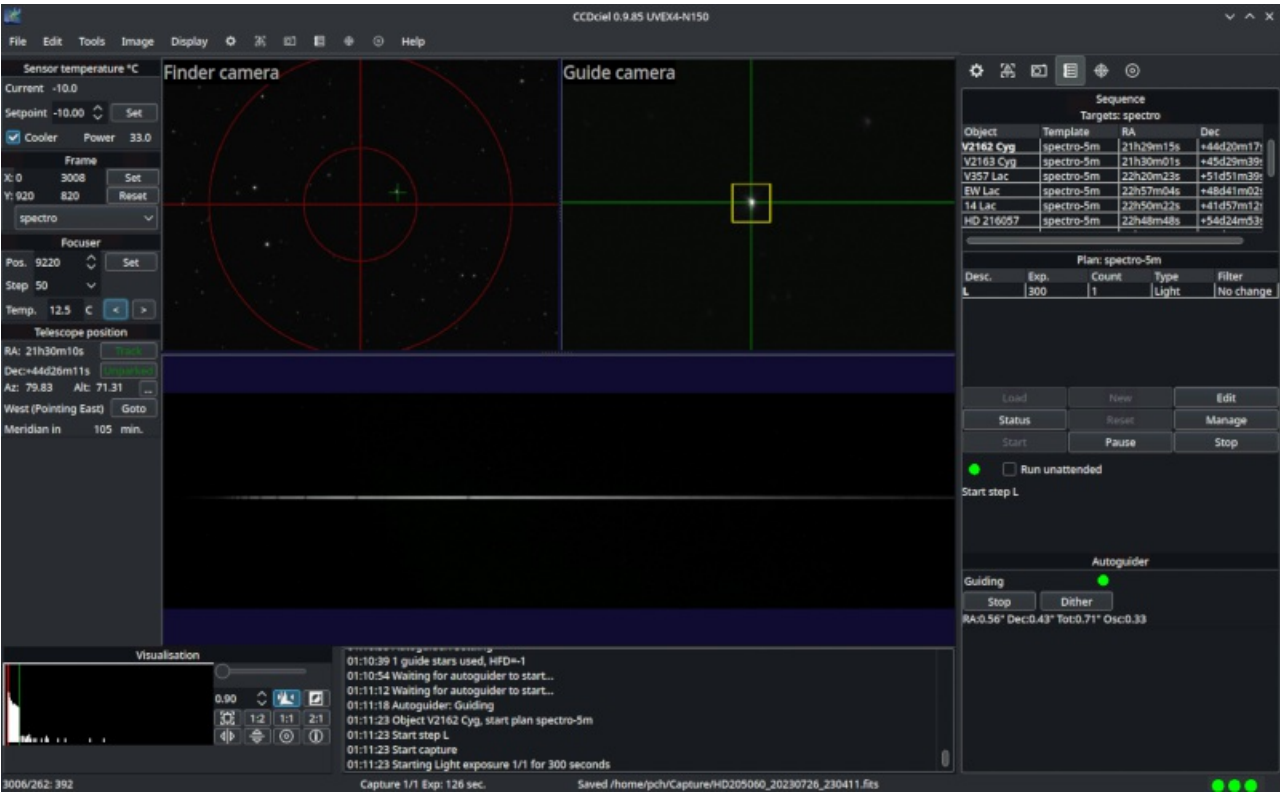 CCDciel 0.9.85 UVEX4-N150
File Edit Tools Image Display Help
Sensor temperature °C
Current -10.0
Setpoint -10.00 Set
Cooler Power 33.0
Frame
X: 0 3008 Set
Y: 920 820 Reset
spectro
Focuser
Pos. 9220 Set
Step 50
Temp. 12.5 C < >
Telescope position
RA: 21h30m10s Track
Dec:+44d26m11s Unparked
Az: 79.83 Alt: 71.31 ...
West (Pointing East) Goto
Meridian in 105 min.
Finder camera
Guide camera
Sequence
Targets: spectro
Object Template RA Dec
V2162 Cyg spectro-5m 21h29m15s +44d20m17s
V2163 Cyg spectro-5m 21h30m01s +45d29m39s
V357 Lac spectro-5m 22h20m23s +51d51m39s
EW Lac spectro-5m 22h57m04s +48d41m02s
14 Lac spectro-5m 22h50m22s +41d57m12s
HD 216057 spectro-5m 22h48m48s +54d24m53s
Plan: spectro-5m
Desc. Exp. Count Type Filter
L 300 1 Light No change
Load New Edit
Status Reset Manage
Start Pause Stop
Run unattended
Start step L
Autoguider
Guiding
Stop Dither
RA:0.56" Dec:0.43" Tot:0.71" Osc:0.33
Visualisation
0.90
1:2 1:1 2:1
01:10:39 1 guide stars used, HFD=-1
01:10:54 Waiting for autoguider to start...
01:11:12 Waiting for autoguider to start...
01:11:18 Autoguider: Guiding
01:11:23 Object V2162 Cyg, start plan spectro-5m
01:11:23 Start step L
01:11:23 Start capture
01:11:23 Starting Light exposure 1/1 for 300 seconds
3006/262: 392
Capture 1/1 Exp: 126 sec.
Saved /home/pch/Capture/HD205060_20230726_230411.fits